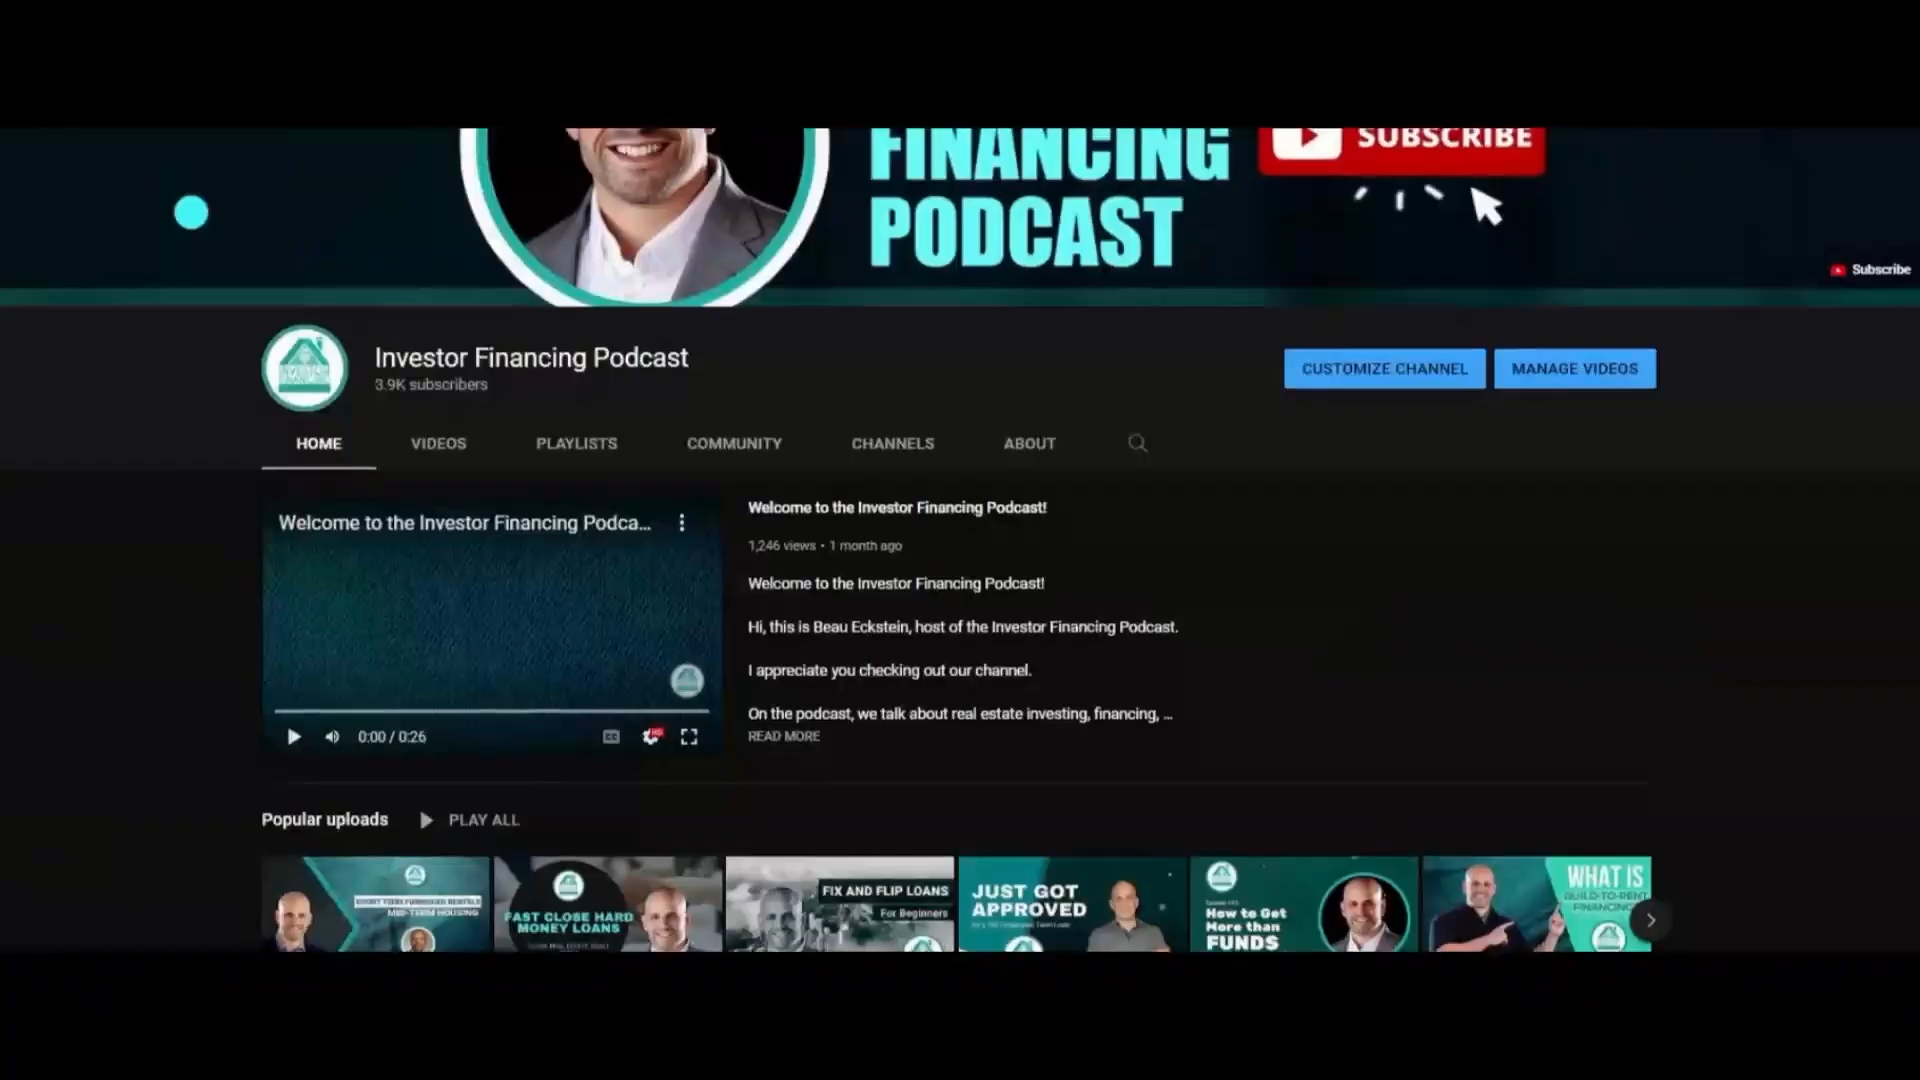 FINANCING
PODCAST
SUBSCRIBE
Subscribe
Investor Financing Podcast
3.9K subscribers
CUSTOMIZE CHANNEL
MANAGE VIDEOS
HOME
VIDEOS
PLAYLISTS
COMMUNITY
CHANNELS
ABOUT
Welcome to the Investor Financing Podca...
0:00 / 0:26
Welcome to the Investor Financing Podcast!
1,246 views • 1 month ago
Welcome to the Investor Financing Podcast!
Hi, this is Beau Eckstein, host of the Investor Financing Podcast.
I appreciate you checking out our channel.
On the podcast, we talk about real estate investing, financing, ...
READ MORE
Popular uploads
PLAY ALL
SHORT TERM FURNISHED RENTALS
MID-TERM HOUSING
FAST CLOSE HARD
MONEY LOANS
FIX AND FLIP LOANS
For Beginners
JUST GOT
APPROVED
How to Get
More than
FUNDS
WHAT IS
BUILD-TO-RENT
FINANCING